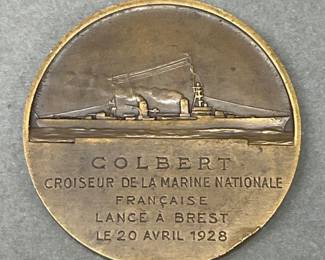 COLBERT
CROISEUR DE LA MARINE NATIONALE
FRANÇAISE
LANCÉ À BREST
LE 20 AVRIL 1928